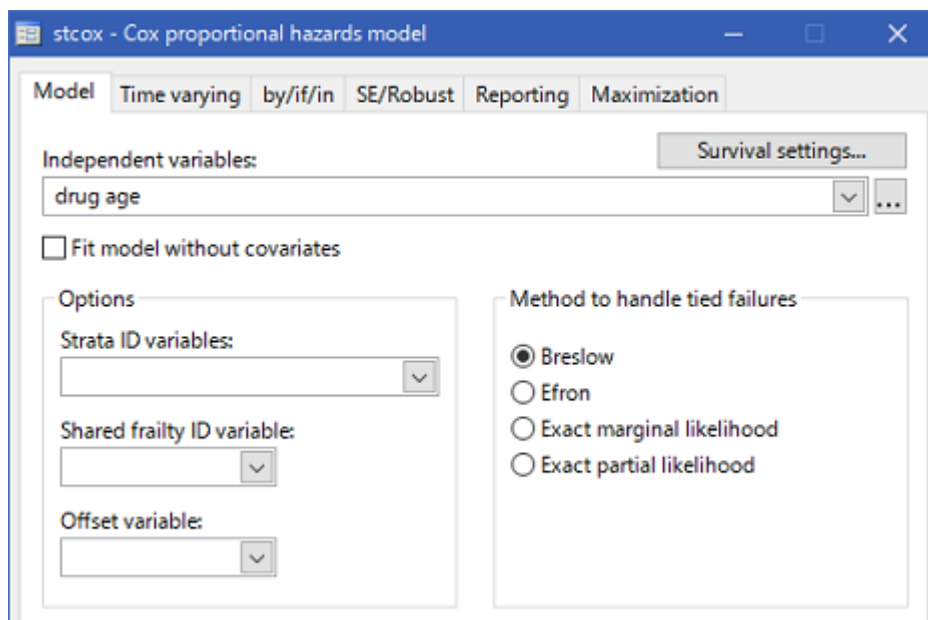 stcox - Cox proportional hazards model
Model Time varying by/if/in SE/Robust Reporting Maximization
Survival settings...
Independent variables:
drug age
...
Fit model without covariates
Options
Strata ID variables:
Shared frailty ID variable:
Offset variable:
Method to handle tied failures
Breslow
Efron
Exact marginal likelihood
Exact partial likelihood